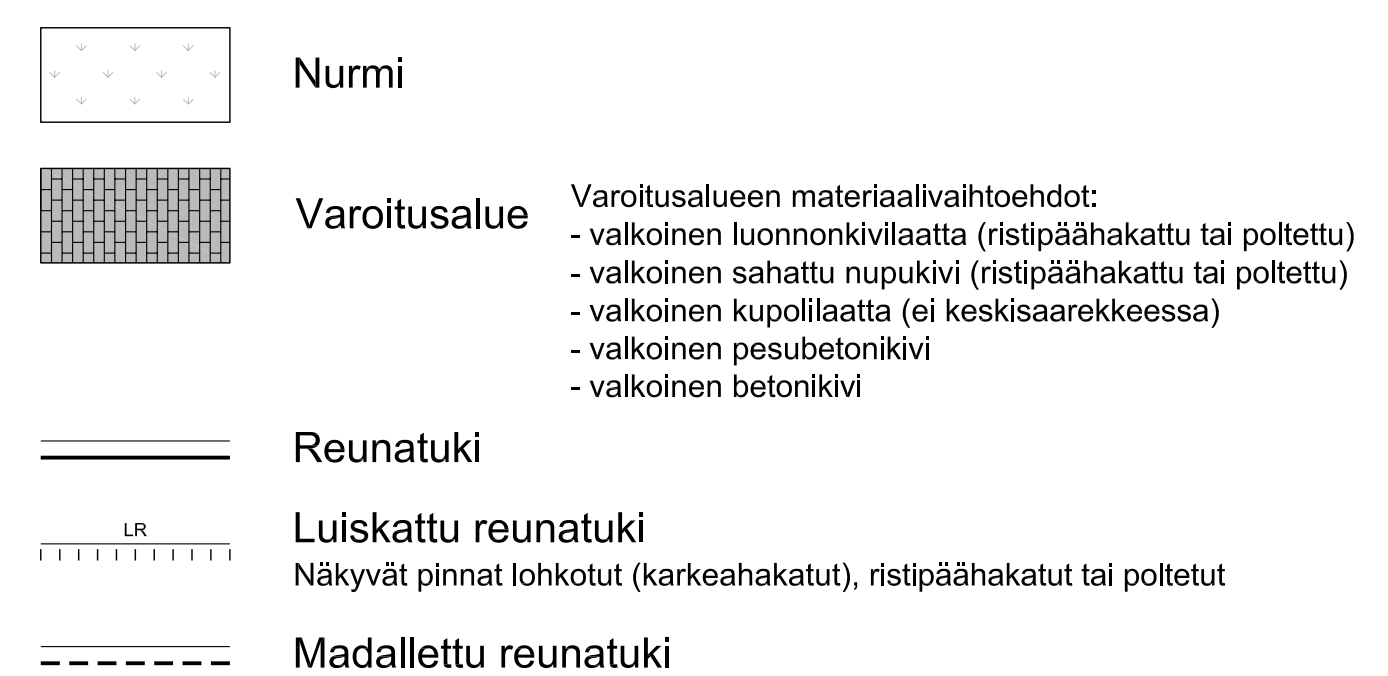 Nurmi
Varoitusalue
Varoitusalueen materiaalivaihtoehdot:
- valkoinen luonnonkivilaatta (ristipäähakattu tai poltettu)
- valkoinen sahattu nupukivi (ristipäähakattu tai poltettu)
- valkoinen kupolilaatta (ei keskisaarekkeessa)
- valkoinen pesubetonikivi
- valkoinen betonikivi
Reunatuki
LR
Luiskattu reunatuki
Näkyvät pinnat lohkotut (karkeahakatut), ristipäähakatut tai poltetut
Madallettu reunatuki